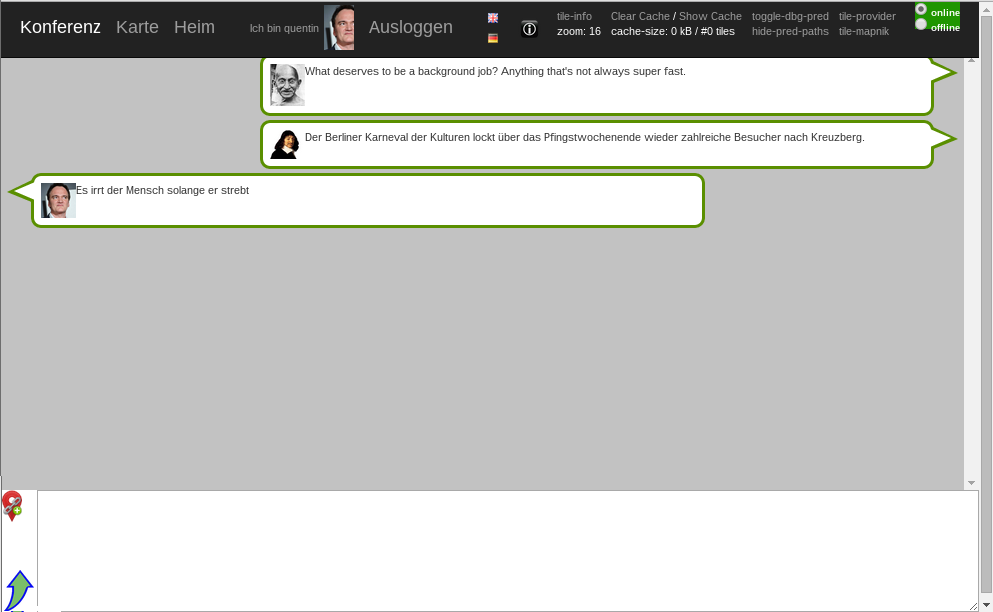 Konferenz Karte Heim Ich bin quentin Ausloggen
tile-info Clear Cache / Show Cache toggle-dbg-pred tile-provider
zoom: 16 cache-size: 0 kB / #0 tiles hide-pred-paths tile-mapnik
online
offline
What deserves to be a background job? Anything that's not always super fast.
Der Berliner Karneval der Kulturen lockt über das Pfingstwochenende wieder zahlreiche Besucher nach Kreuzberg.
Es irrt der Mensch solange er strebt